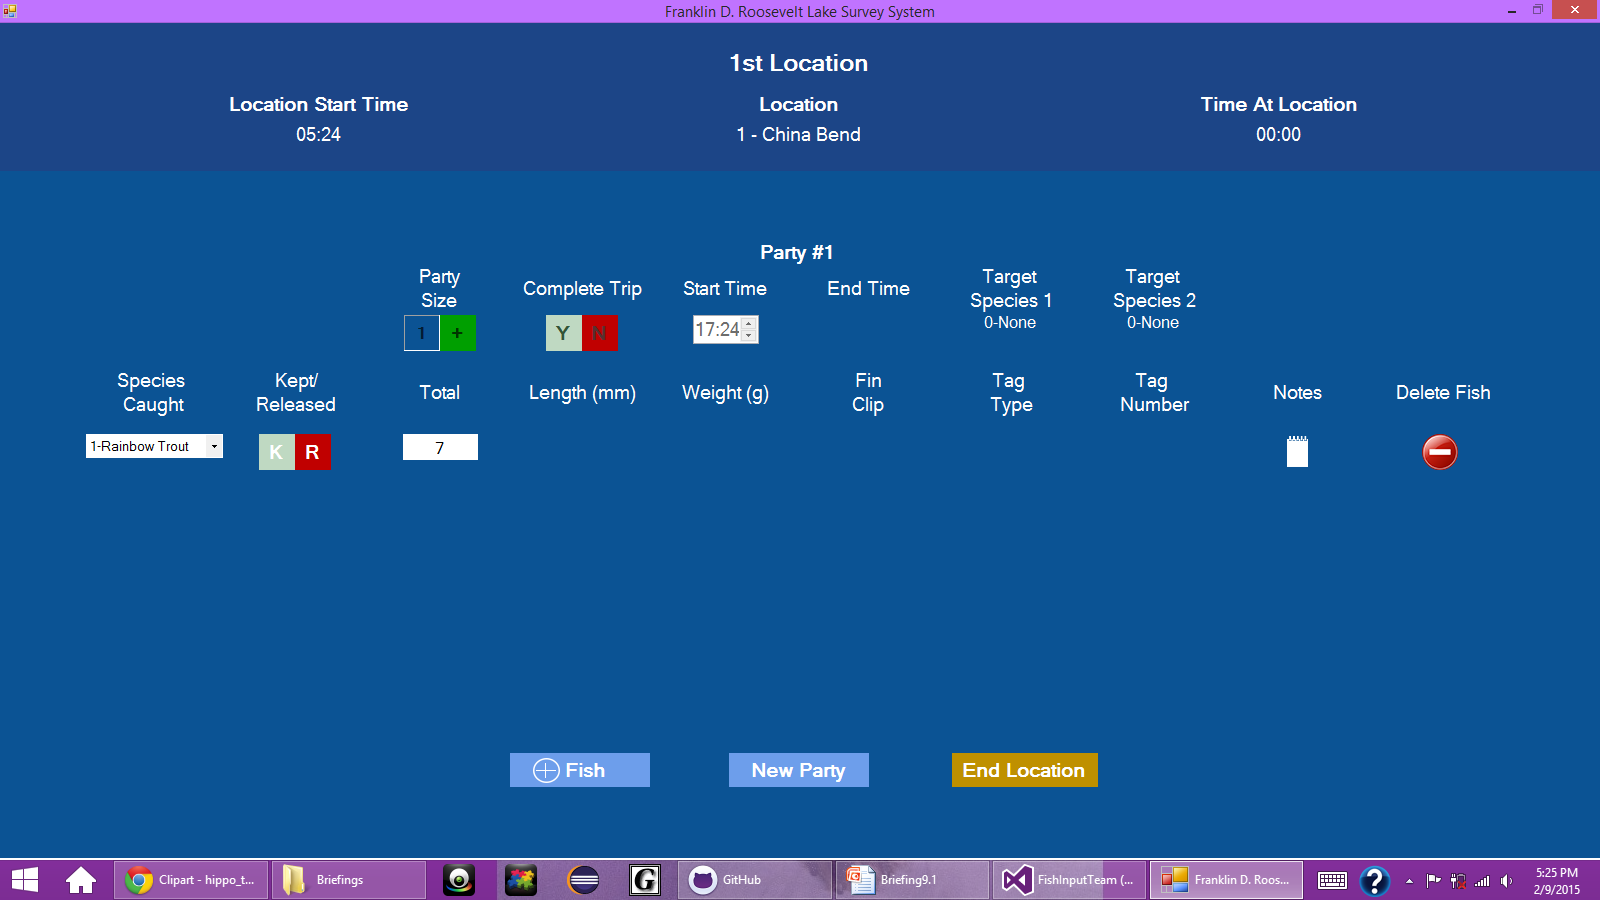 Franklin D. Roosevelt Lake Survey System
1st Location
Location Start Time
05:24
Location
1 - China Bend
Time At Location
00:00
Party #1
Party
Size
1 +
Complete Trip
Y N
Start Time
17:24
End Time
Target
Species 1
0-None
Target
Species 2
0-None
Species
Caught
1-Rainbow Trout
Kept/
Released
K R
Total
7
Length (mm)
Weight (g)
Fin
Clip
Tag
Type
Tag
Number
Notes
Delete Fish
Fish
New Party
End Location
Clipart - hippo_t...
Briefings
G
GitHub
Briefing9.1
FishInputTeam (...
Franklin D. Roos...
?
5:25 PM
2/9/2015